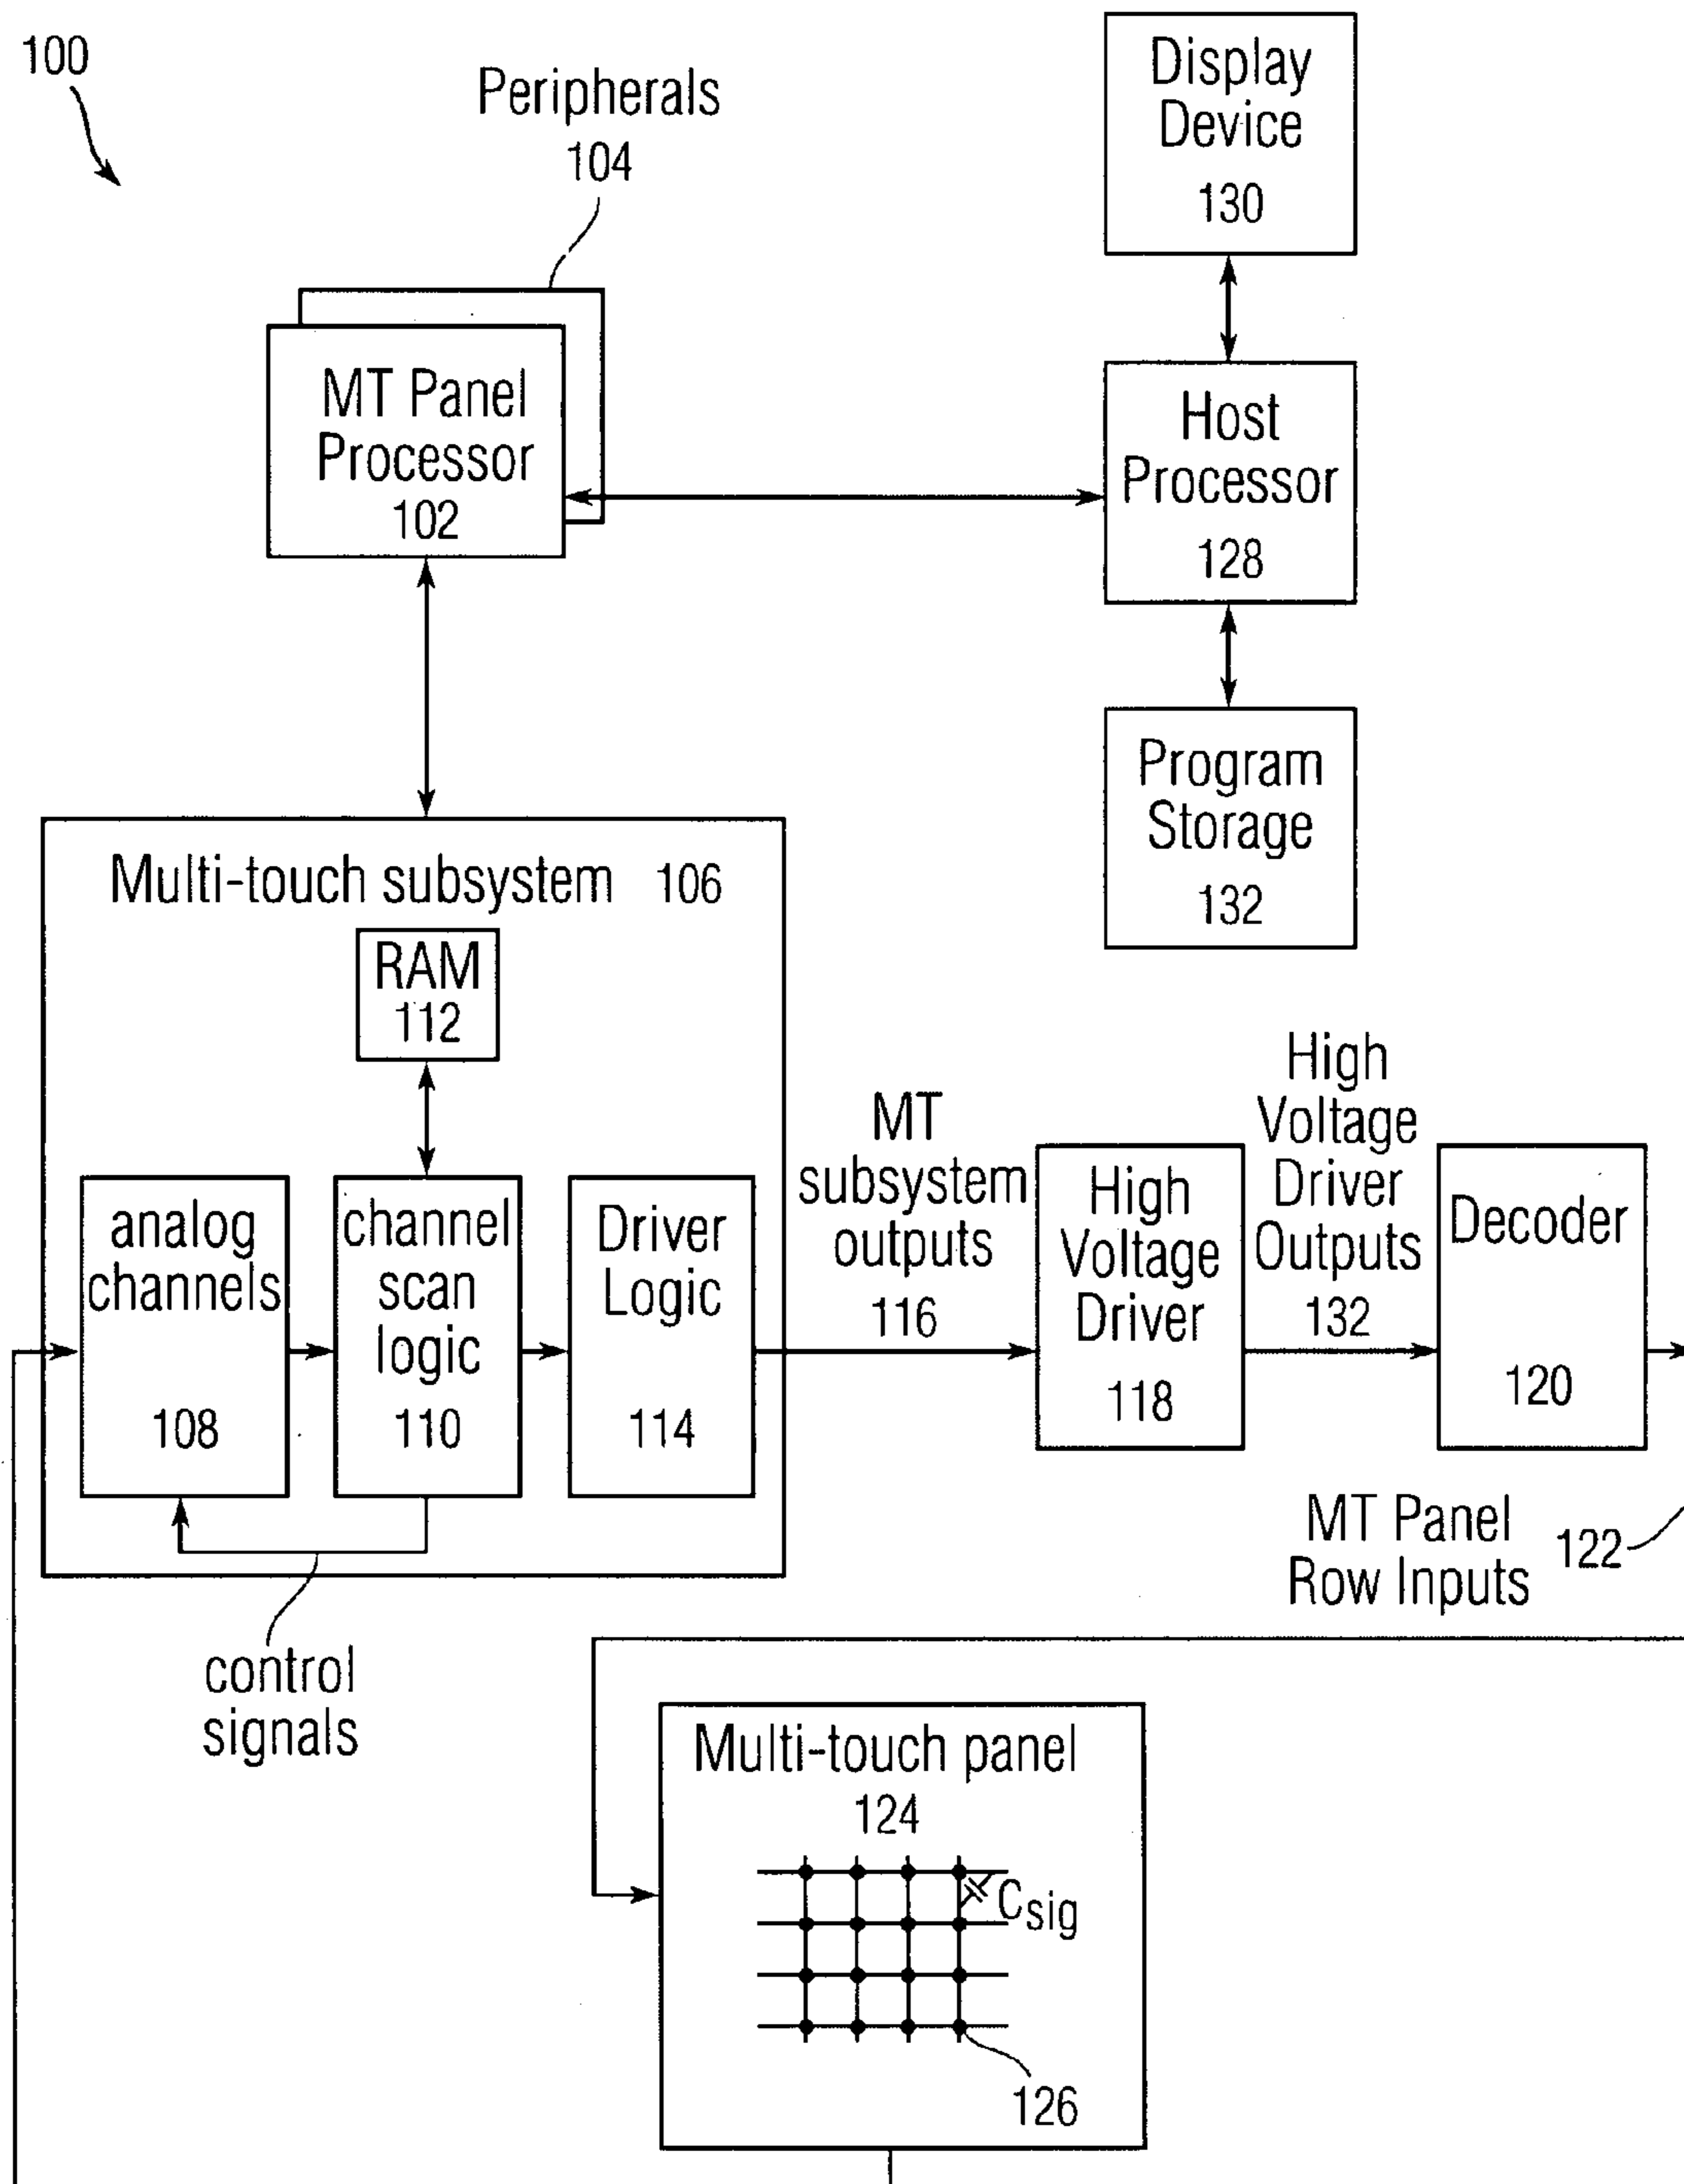 100
Peripherals
104
Display
Device
130
MT Panel
Processor
102
Host
Processor
128
Program
Storage
132
Multi-touch subsystem 106
RAM
112
analog
channels
108
channel
scan
logic
110
Driver
Logic
114
MT
subsystem
outputs
116
High
Voltage
Driver
118
High
Voltage
Driver
Outputs
132
Decoder
120
control
signals
MT Panel
Row Inputs
122
Multi-touch panel
124
Csig
126